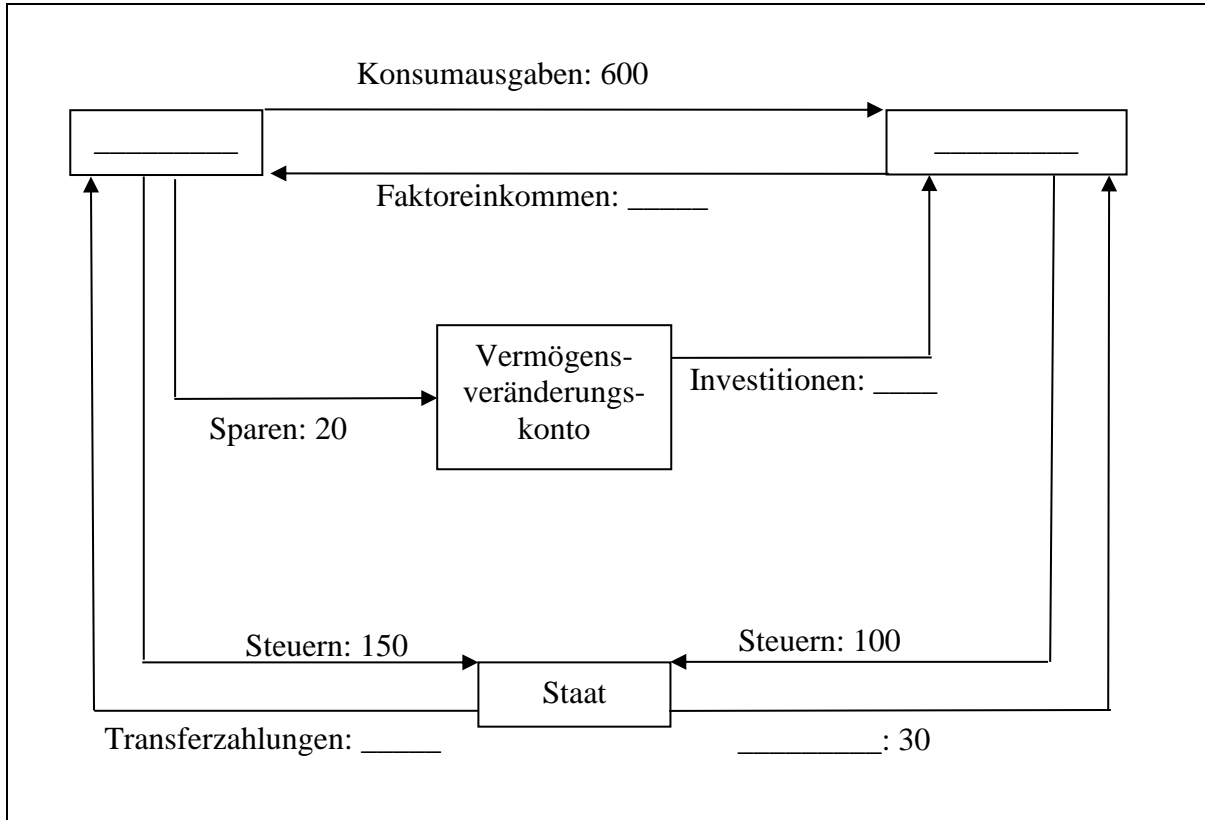 Konsumausgaben: 600
_________
_________
Faktoreinkommen: _____
Vermögens-
veränderungs-
konto
Investitionen: ____
Sparen: 20
Steuern: 150
Steuern: 100
Staat
Transferzahlungen: _____
_________: 30